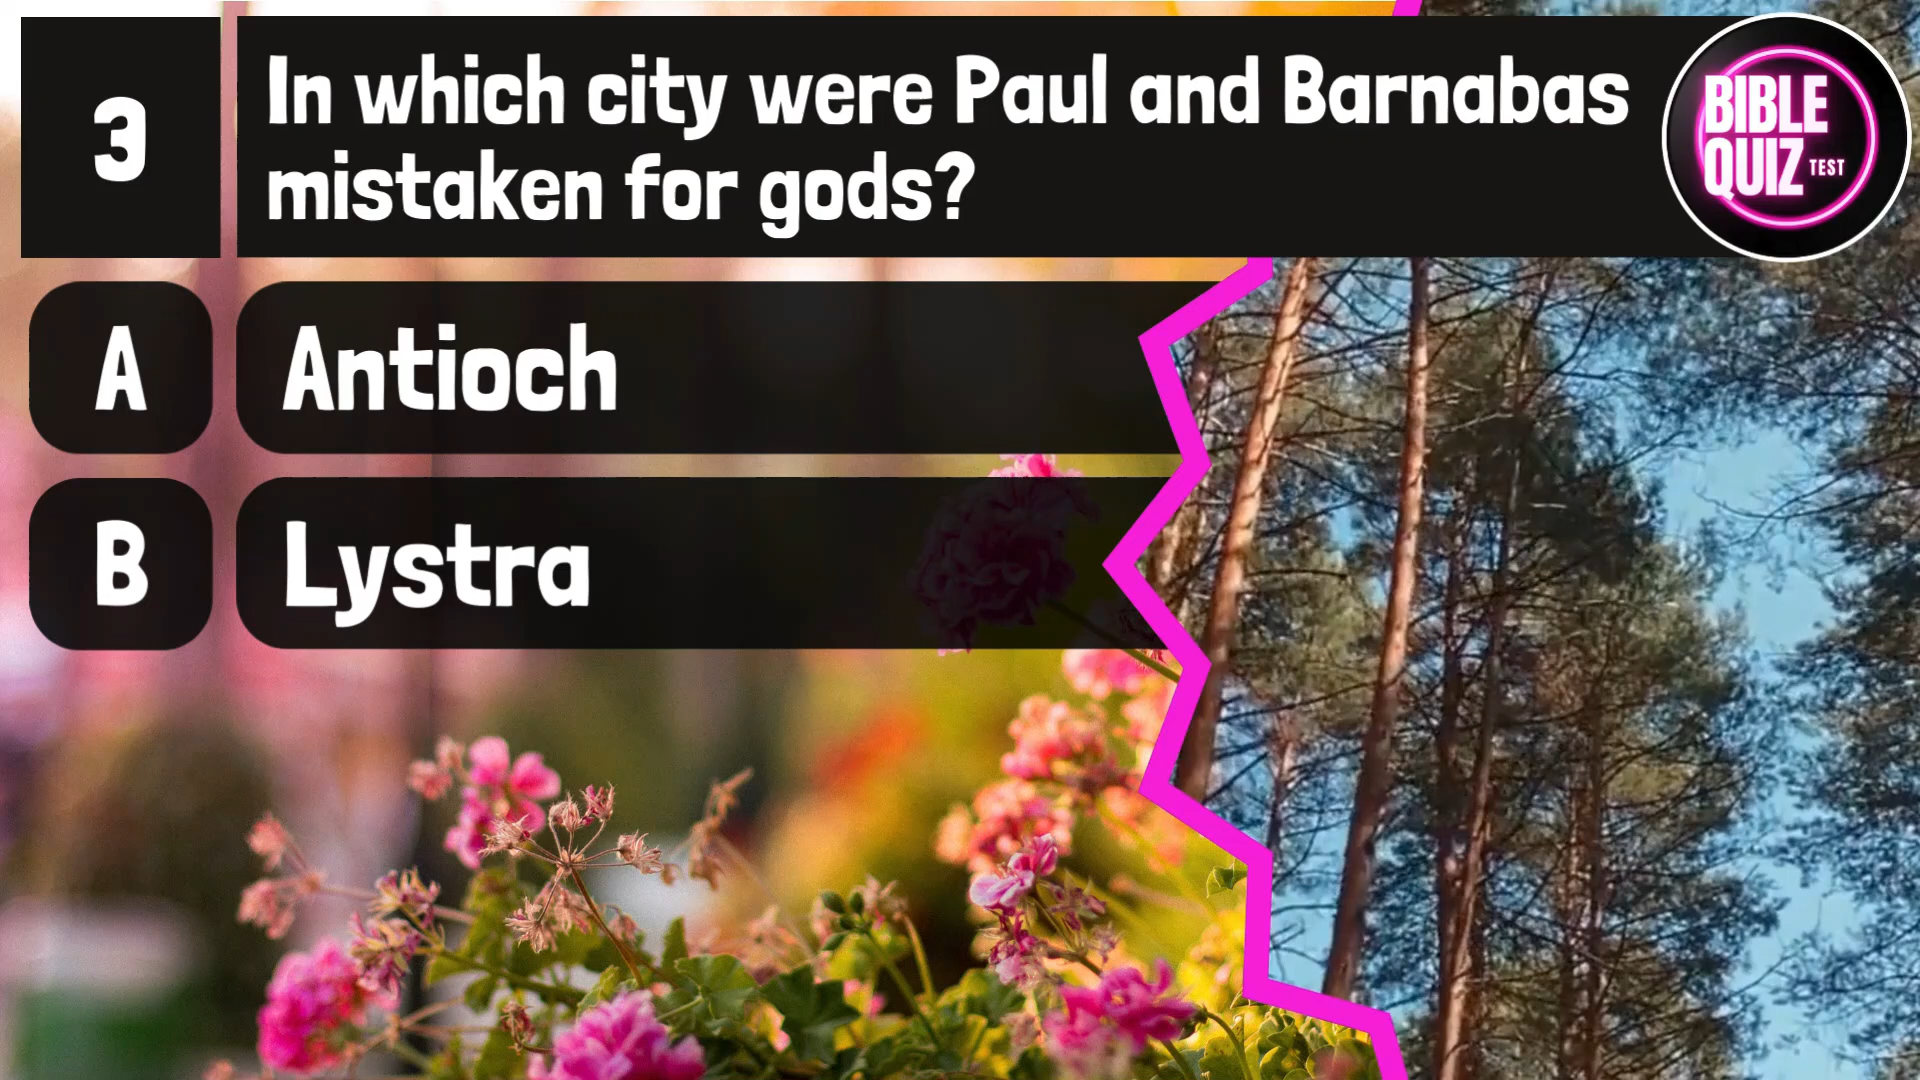 3
In which city were Paul and Barnabas
mistaken for gods?
BIBLE
QUIZ TEST
A
Antioch
B
Lystra